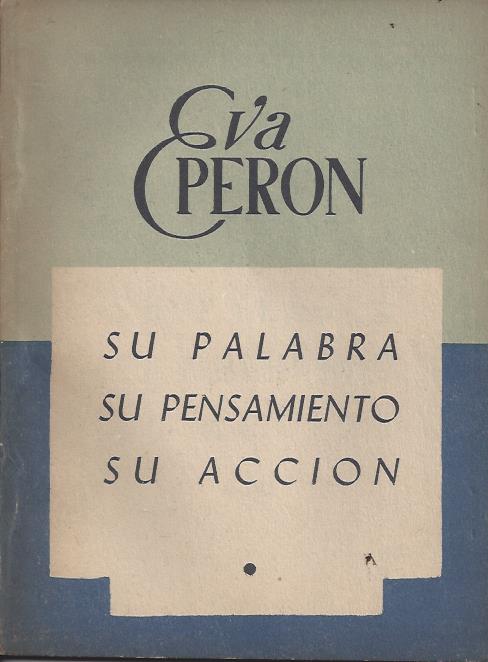 Eva
PERON
SU PALABRA
SU PENSAMIENTO
SU ACCION